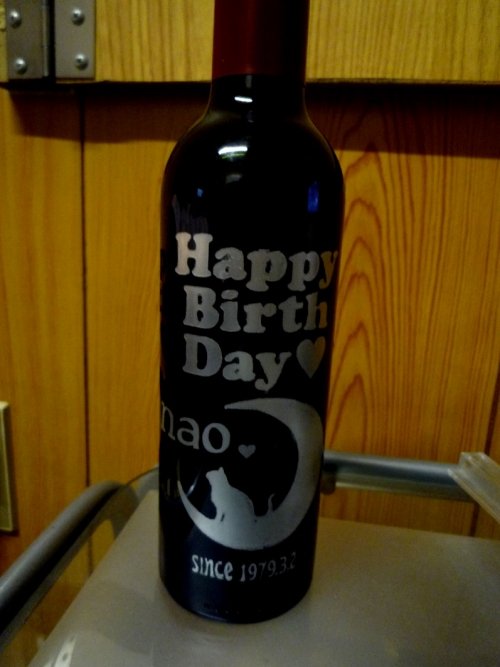 Happy
Birth
Day♥
nao.♥
since 1979.3.2